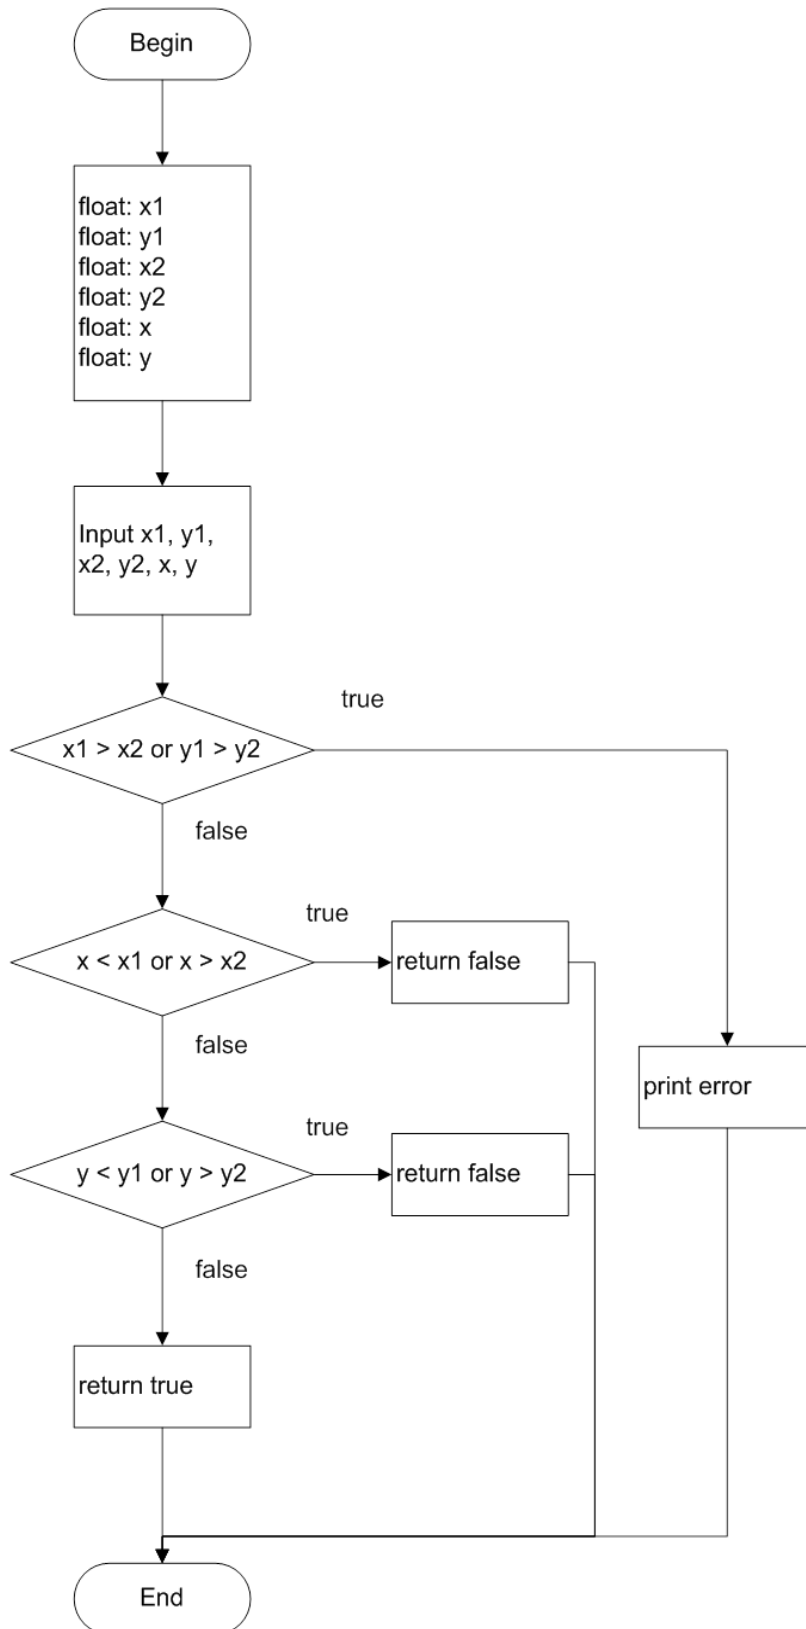 Begin
float: x1
float: y1
float: x2
float: y2
float: x
float: y
Input x1, y1,
x2, y2, x, y
true
x1 > x2 or y1 > y2
false
true
x < x1 or x > x2
return false
false
print error
true
y < y1 or y > y2
return false
false
return true
End